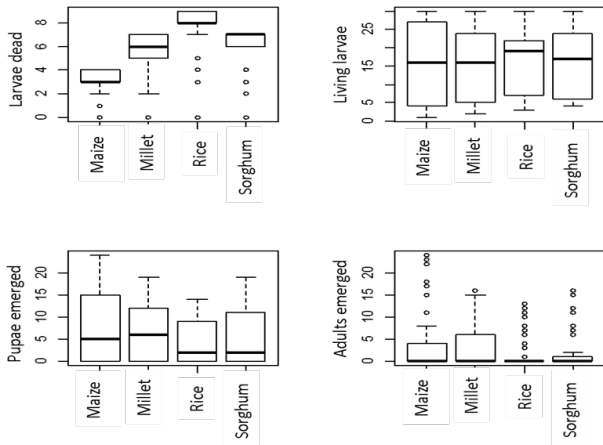 Larvae dead
8
6
4
2
0
Maize
Millet
Rice
Sorghum
Living larvae
30
15
5
0
Maize
Millet
Rice
Sorghum
Pupae emerged
20
15
10
5
0
Maize
Millet
Rice
Sorghum
Adults emerged
20
15
10
5
0
Maize
Millet
Rice
Sorghum